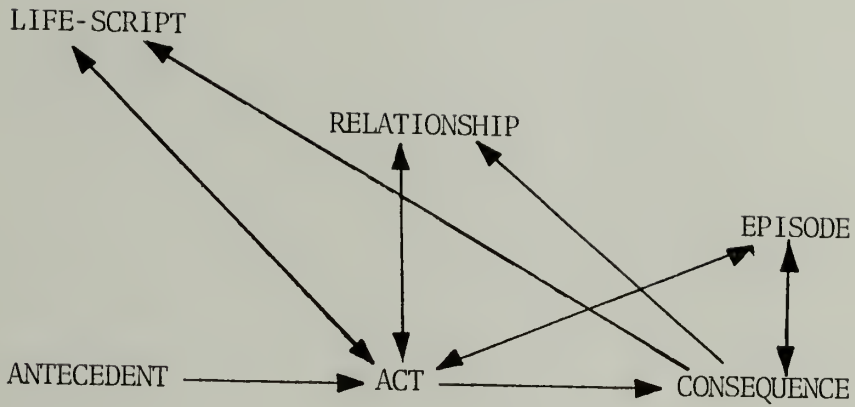 LIFE-SCRIPT
RELATIONSHIP
EPISODE
ANTECEDENT ACT CONSEQUENCE